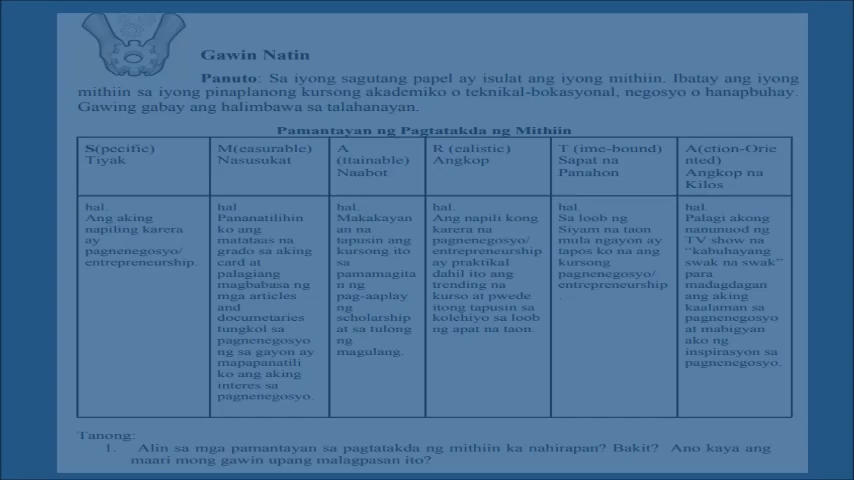 Gawin Natin
Panuto: Sa iyong sagutang papel ay isulat ang iyong mithiin. Ibatay ang iyong
mithiin sa iyong pinaplanong kursong akademiko o teknikal-bokasyonal, negosyo o hanapbuhay.
Gawing gabay ang halimbawa sa talahanayan.
Pamantayan ng Pagtatakda ng Mithiin
S(pecific)
Tiyak
M(easurable)
Nasusukat
A
(ttainable)
Naabot
R (ealistic)
Angkop
T (ime-bound)
Sapat na
Panahon
A(ction-Orie
nted)
Angkop na
Kilos
hal.
Ang aking
napiling karera
ay
pagnenegosyo/
entrepreneurship.
hal
Pananatilihin
ko ang
matataas na
grado sa aking
card at
palagiang
magbabasa ng
mga articles
and
documetaries
tungkol sa
pagnenegosyo
ng sa gayon ay
mapapanatili
ko ang aking
interes sa
pagnenegosyo.
hal.
Makakayan
an na
tapusin ang
kursong ito
sa
pamamagita
n ng
pag-aaplay
ng
scholarship
at sa tulong
ng
magulang.
hal.
Ang napili kong
karera na
pagnenegosyo/
entrepreneurship
ay praktikal
dahil ito ang
trending na
kurso at pwede
itong tapusin sa
kolehiyo sa loob
ng apat na taon.
hal.
Sa loob ng
Siyam na taon
mula ngayon ay
tapos ko na ang
kursong
pagnenegosyo/
entrepreneurship
.
hal.
Palagi akong
nanunuod ng
TV show na
“kabuhayang
swak na swak”
para
madagdagan
ang aking
kaalaman sa
pagnenegosyo
at mabigyan
ako ng
inspirasyon sa
pagnenegosyo.
Tanong:
1. Alin sa mga pamantayan sa pagtatakda ng mithiin ka nahirapan? Bakit? Ano kaya ang
maari mong gawin upang malagpasan ito?